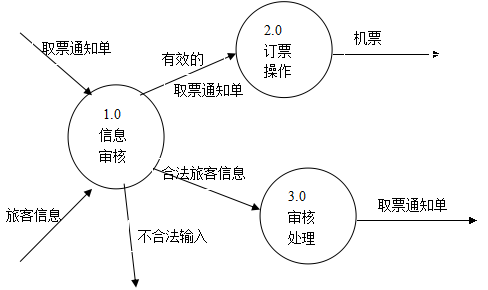 取票通知单
1.0
信息
审核
有效的
取票通知单
2.0
订票
操作
机票
旅客信息
不合法输入
合法旅客信息
3.0
审核
处理
取票通知单